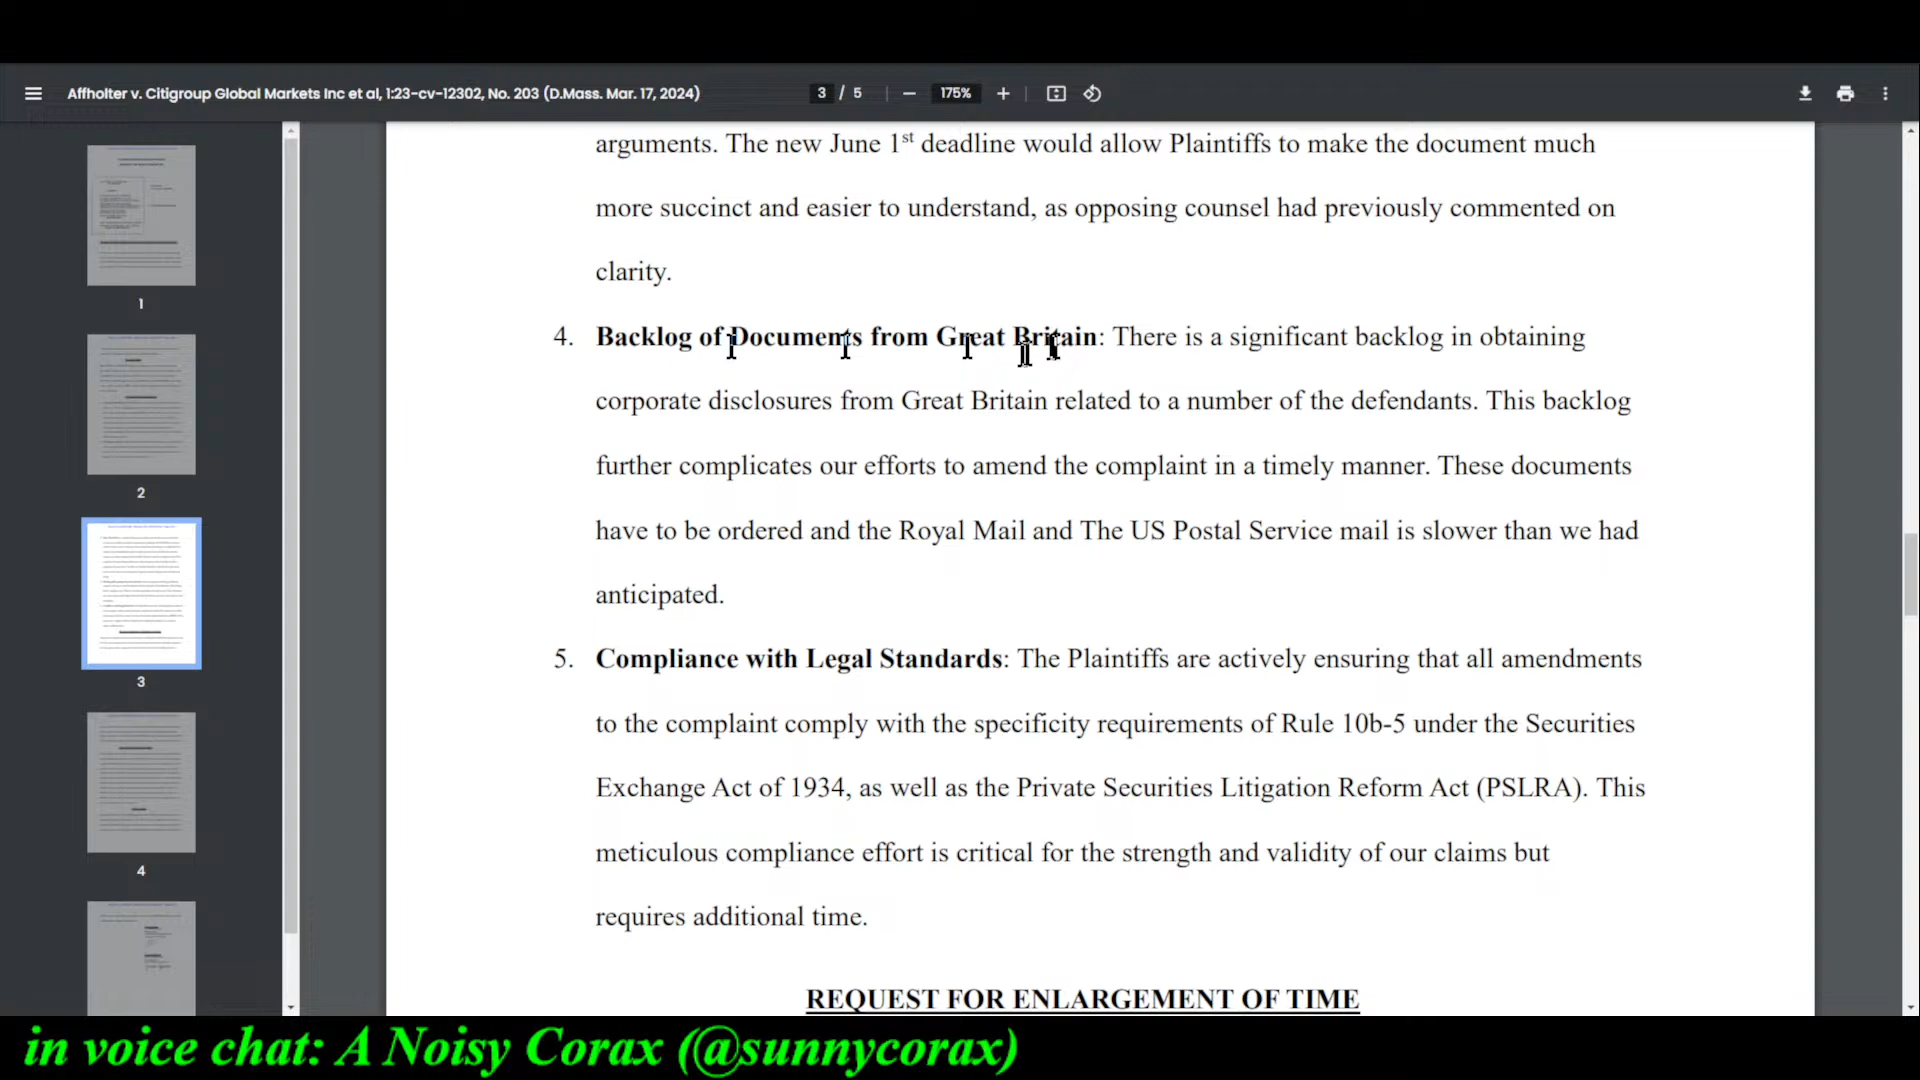 Affholter v. Citigroup Global Markets Inc et al, 1:23-cv-12302, No. 203 (D.Mass. Mar. 17, 2024)
3 / 5
175%
1
2
3
4
arguments. The new June 1st deadline would allow Plaintiffs to make the document much
more succinct and easier to understand, as opposing counsel had previously commented on
clarity.
4. Backlog of Documents from Great Britain: There is a significant backlog in obtaining
corporate disclosures from Great Britain related to a number of the defendants. This backlog
further complicates our efforts to amend the complaint in a timely manner. These documents
have to be ordered and the Royal Mail and The US Postal Service mail is slower than we had
anticipated.
5. Compliance with Legal Standards: The Plaintiffs are actively ensuring that all amendments
to the complaint comply with the specificity requirements of Rule 10b-5 under the Securities
Exchange Act of 1934, as well as the Private Securities Litigation Reform Act (PSLRA). This
meticulous compliance effort is critical for the strength and validity of our claims but
requires additional time.
REQUEST FOR ENLARGEMENT OF TIME
in voice chat: A Noisy Corax (@sunnycorax)